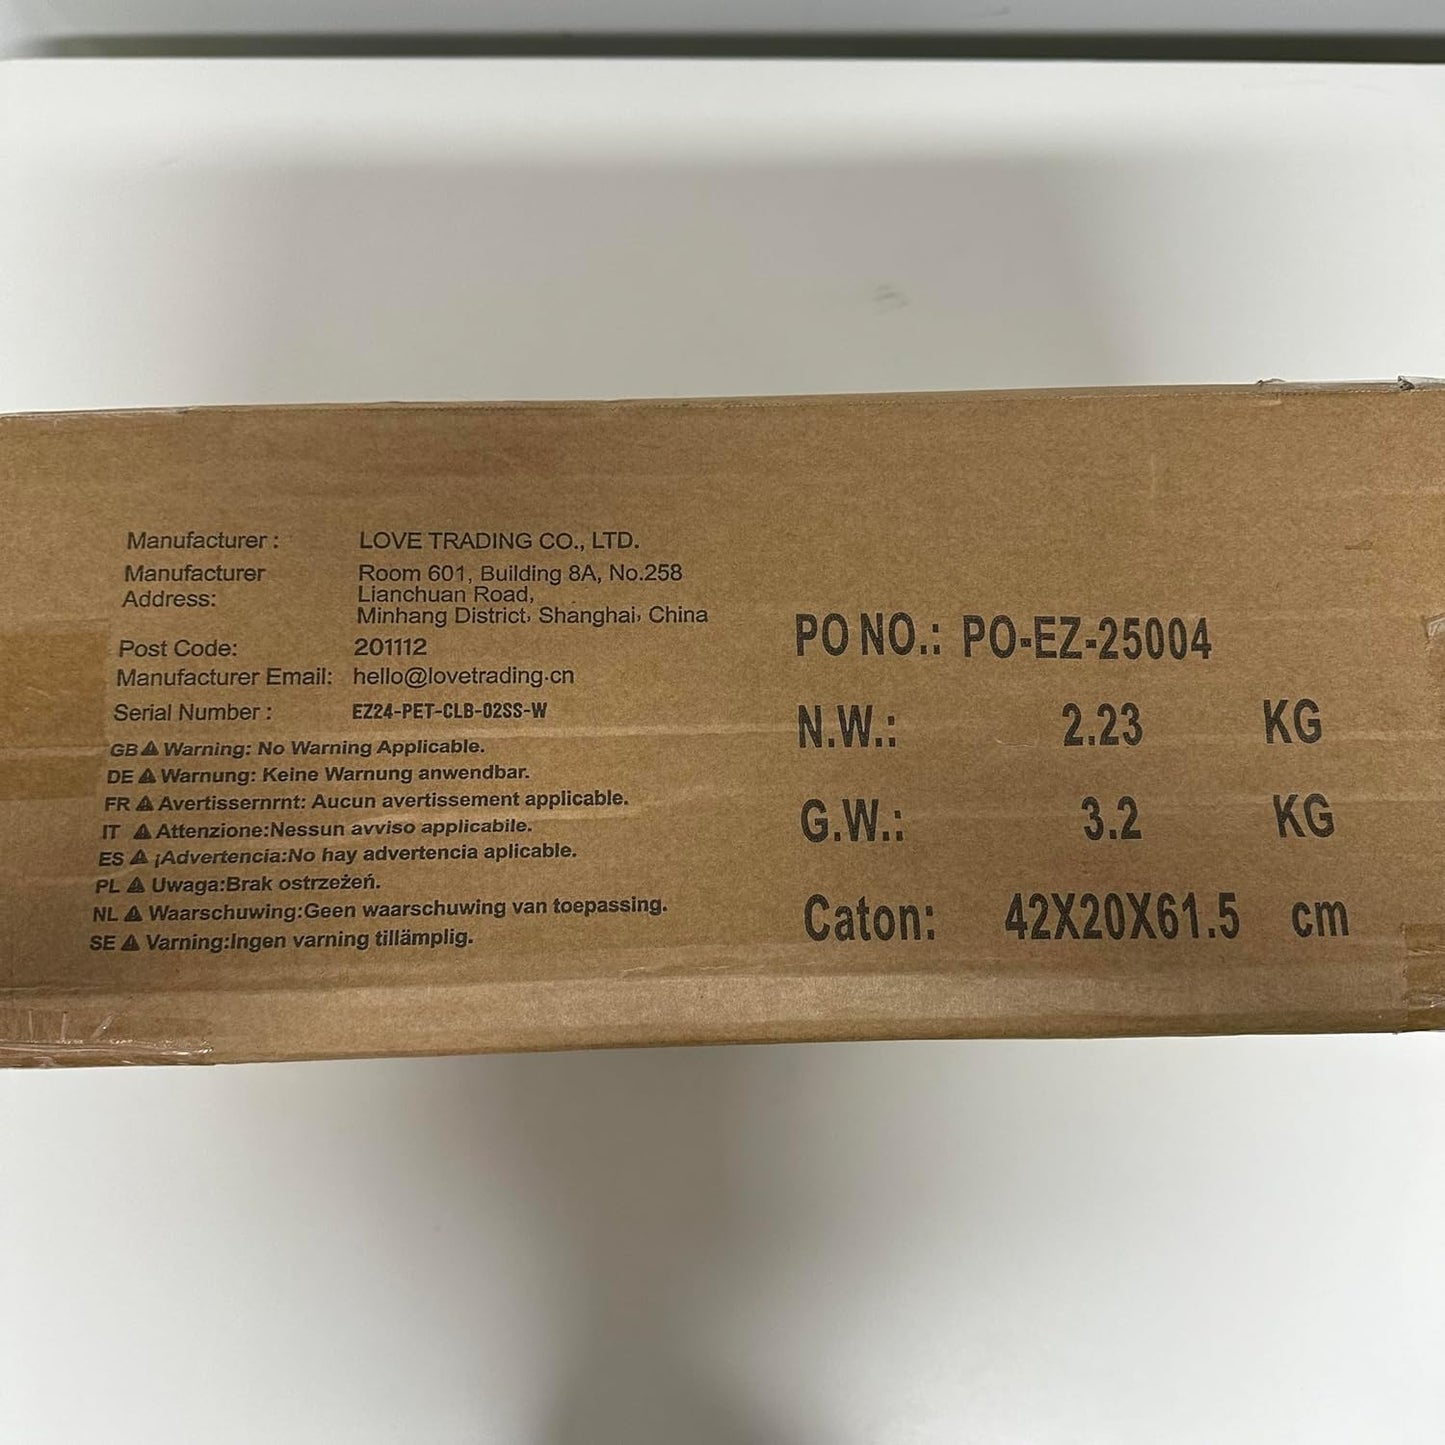 Manufacturer : LOVE TRADING CO., LTD.
Manufacturer Address: Room 601, Building 8A, No.258
Lianchuan Road,
Minhang District, Shanghai, China
Post Code: 201112
Manufacturer Email: hello@lovetrading.cn
Serial Number : EZ24-PET-CLB-02SS-W
GB ⚠ Warning: No Warning Applicable.
DE ⚠ Warnung: Keine Warnung anwendbar.
FR ⚠ Avertissernrnt: Aucun avertissement applicable.
IT ⚠ Attenzione:Nessun avviso applicabile.
ES ⚠ ¡Advertencia:No hay advertencia aplicable.
PL ⚠ Uwaga:Brak ostrzeżeń.
NL ⚠ Waarschuwing:Geen waarschuwing van toepassing.
SE ⚠ Varning:Ingen varning tillämplig.
PO NO.: PO-EZ-25004
N.W.: 2.23 KG
G.W.: 3.2 KG
Caton: 42X20X61.5 cm